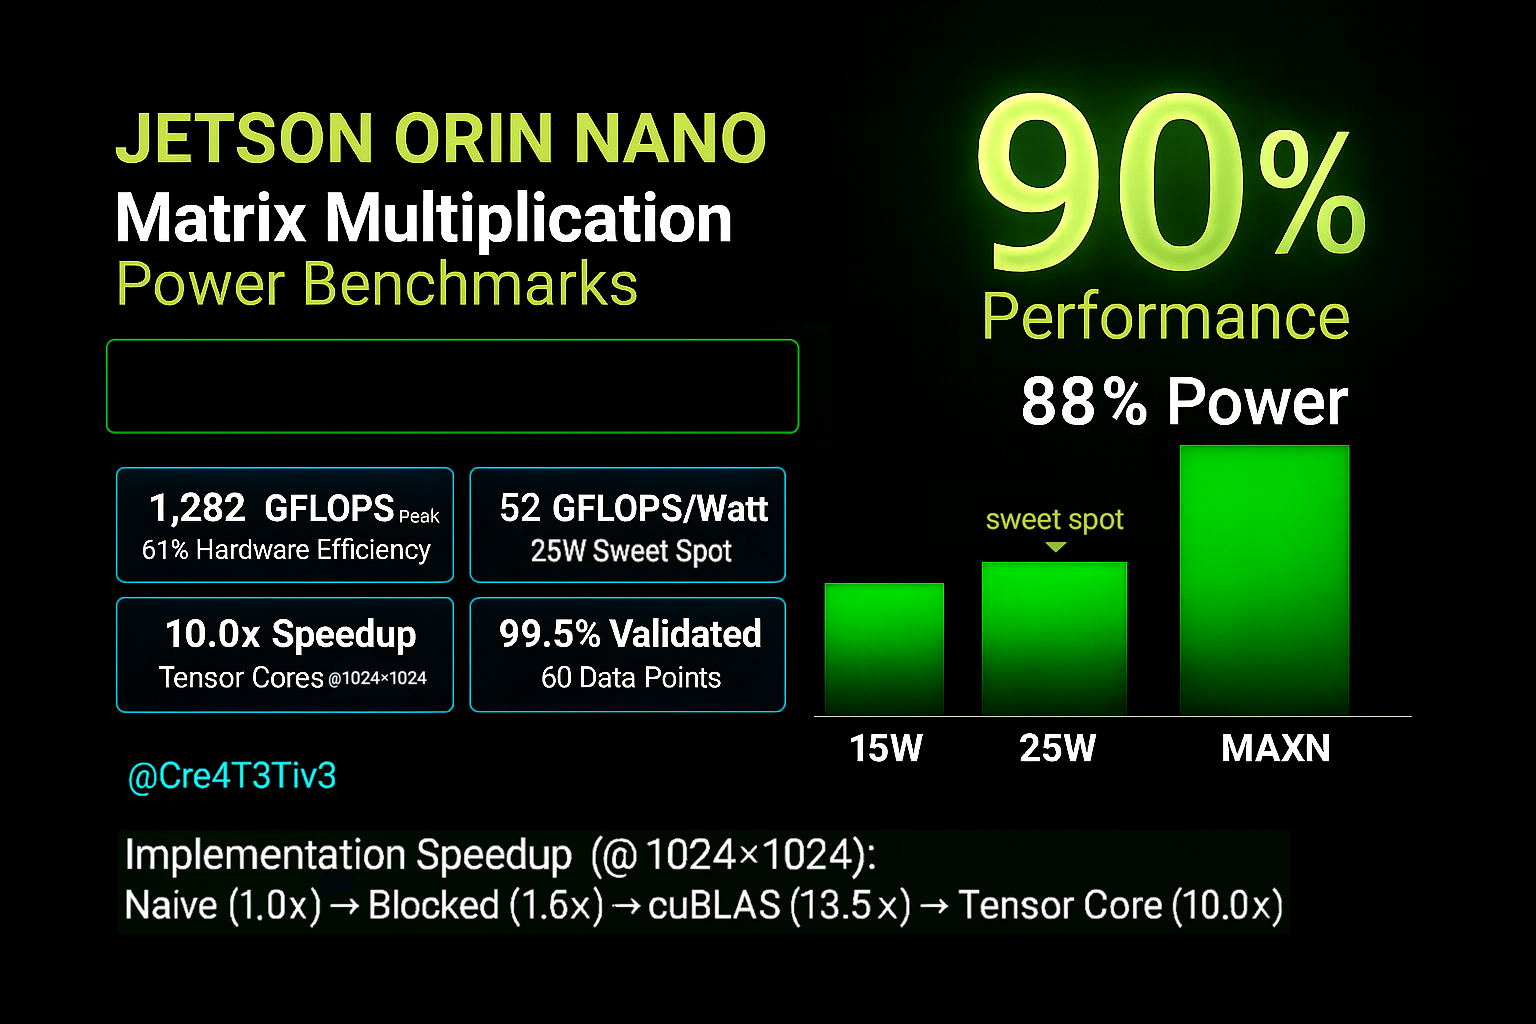 JETSON ORIN NANO
Matrix Multiplication
Power Benchmarks
90%
Performance
88% Power
1,282 GFLOPS Peak
61% Hardware Efficiency
52 GFLOPS/Watt
25W Sweet Spot
10.0x Speedup
Tensor Cores @1024×1024
99.5% Validated
60 Data Points
sweet spot
15W
25W
MAXN
@Cre4T3Tiv3
Implementation Speedup (@ 1024×1024):
Naive (1.0x) → Blocked (1.6x) → cuBLAS (13.5x) → Tensor Core (10.0x)